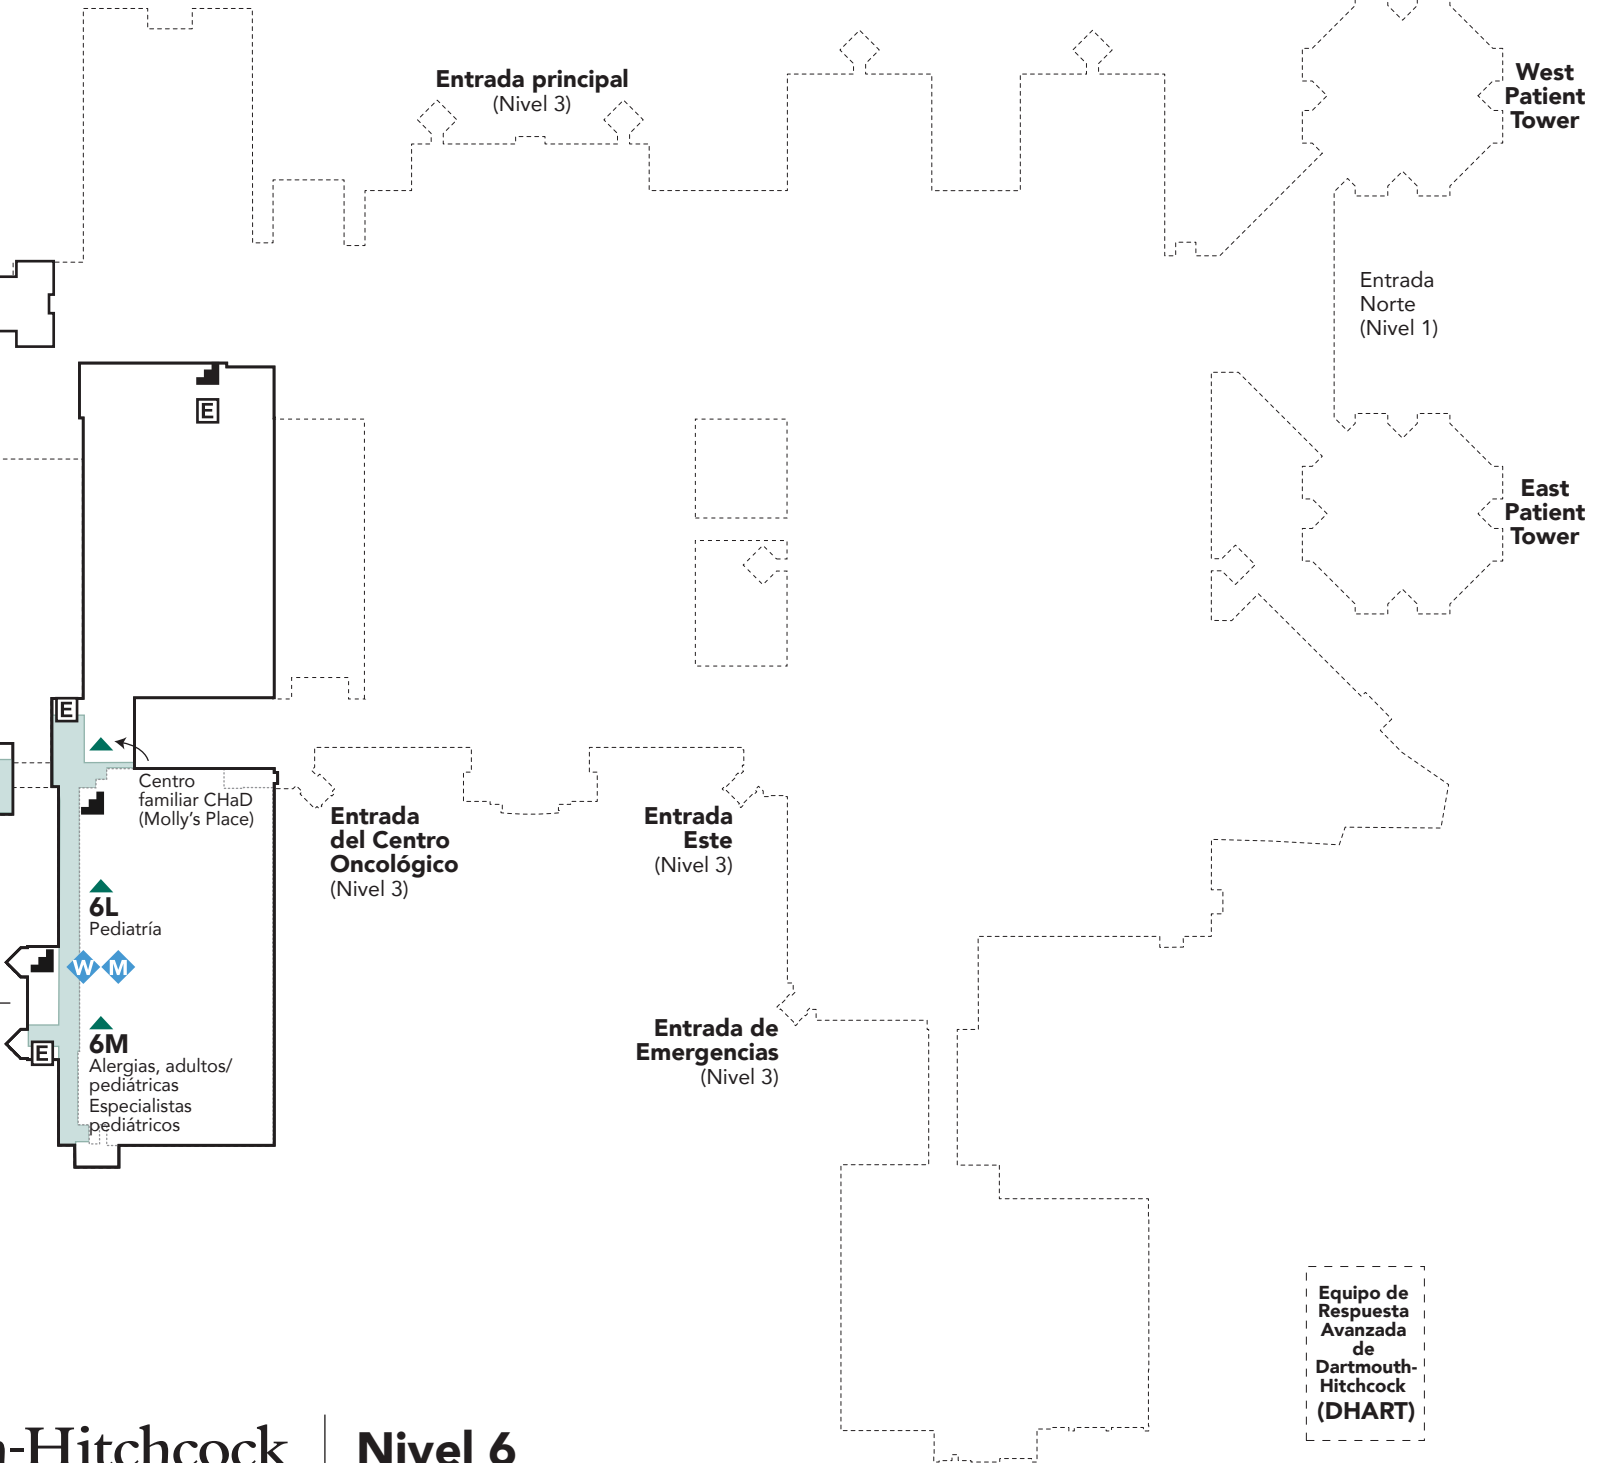 Entrada principal
(Nivel 3)
West
Patient
Tower
Entrada
Norte
(Nivel 1)
E
East
Patient
Tower
E
Centro
familiar CHaD
(Molly's Place)
Entrada
del Centro
Oncológico
(Nivel 3)
Entrada
Este
(Nivel 3)
6L
Pediatría
W M
6M
E
Alergias, adultos/
pediátricas
Especialistas
pediátricos
Entrada de
Emergencias
(Nivel 3)
Equipo de
Respuesta
Avanzada
de
Dartmouth-
Hitchcock
(DHART)
-Hitchcock
Nivel 6